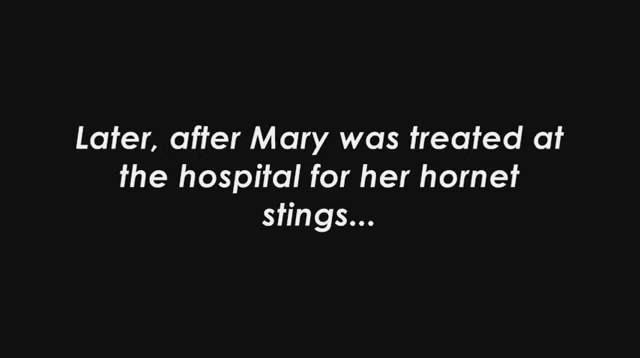 Later, after Mary was treated at
the hospital for her hornet
stings...